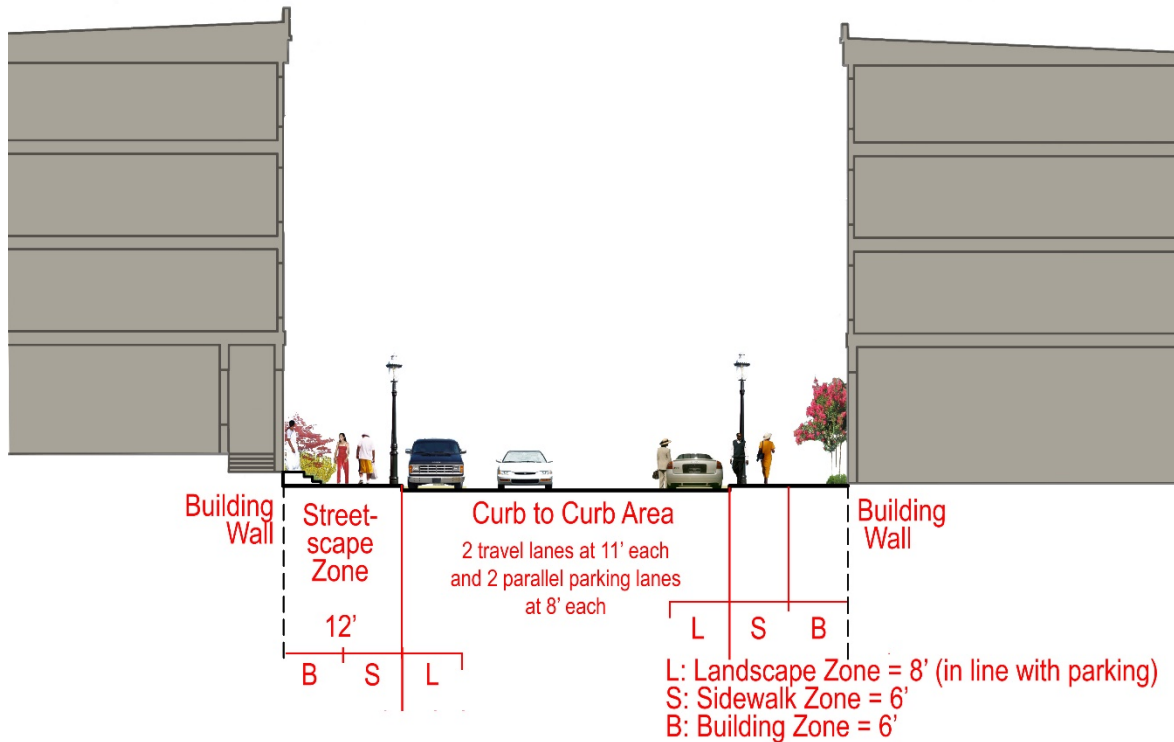 Building
Wall
Street-
scape
Zone
12’
B S L
Curb to Curb Area
2 travel lanes at 11’ each
and 2 parallel parking lanes
at 8’ each
Building
Wall
L S B
L: Landscape Zone = 8’ (in line with parking)
S: Sidewalk Zone = 6’
B: Building Zone = 6’